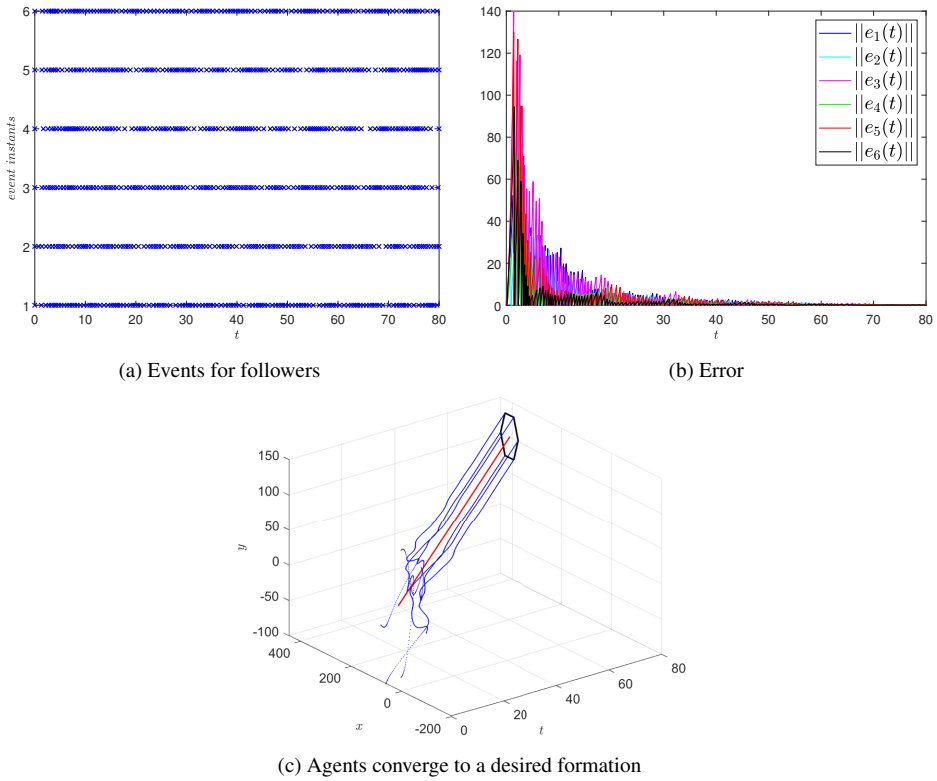 6
5
4
3
2
1
event instants
0 10 20 30 40 50 60 70 80
t
(a) Events for followers
140
120
100
80
60
40
20
0
0 10 20 30 40 50 60 70 80
t
||e₁(t)||
||e₂(t)||
||e₃(t)||
||e₄(t)||
||e₅(t)||
||e₆(t)||
(b) Error
150
100
50
0
-50
-100
y
400
200
0
-200
x
0
20
40
60
80
t
(c) Agents converge to a desired formation